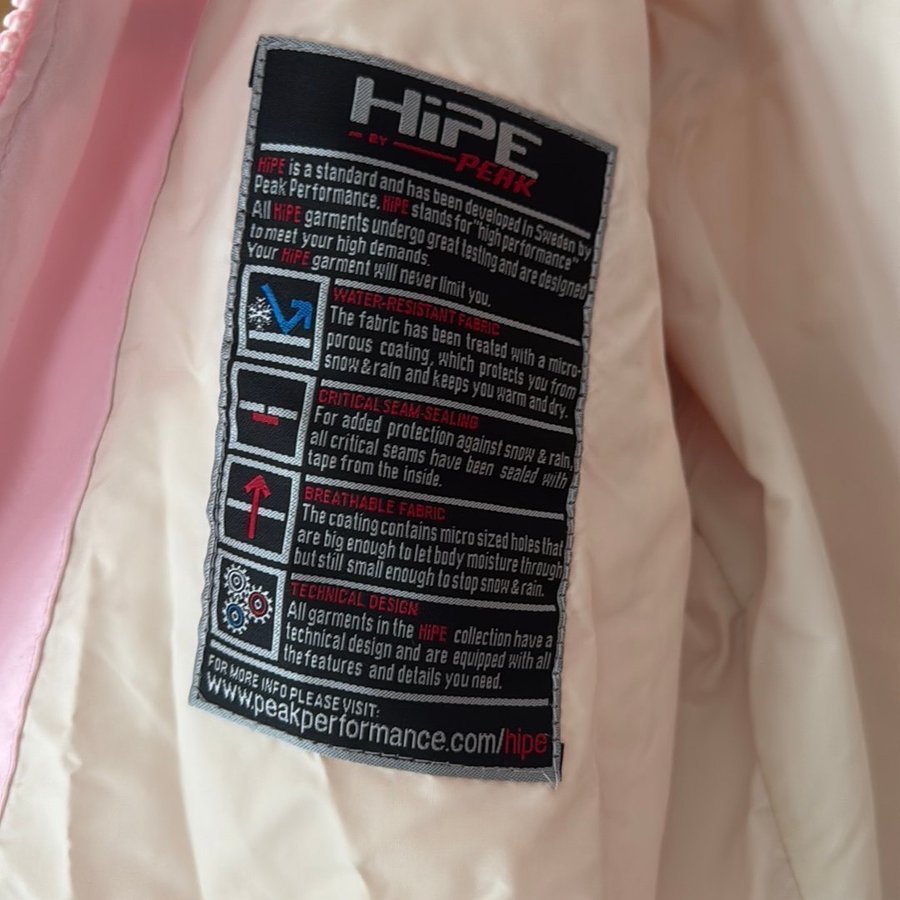 HiPE
BY PEAK
HiPE is a standard and has been developed in Sweden by
Peak Performance. HiPE stands for "high performance"
All HiPE garments undergo great testing and are designed
to meet your high demands.
Your HiPE garment will never limit you.
WATER-RESISTANT FABRIC
The fabric has been treated with a micro-
porous coating, which protects you from
snow & rain and keeps you warm and dry.
CRITICAL SEAM-SEALING
For added protection against snow & rain,
all critical seams have been sealed with
tape from the inside.
BREATHABLE FABRIC
The coating contains micro sized holes that
are big enough to let body moisture through
but still small enough to stop snow & rain.
TECHNICAL DESIGN
All garments in the HiPE collection have a
technical design and are equipped with all
the features and details you need.
FOR MORE INFO PLEASE VISIT:
www.peakperformance.com/hipe